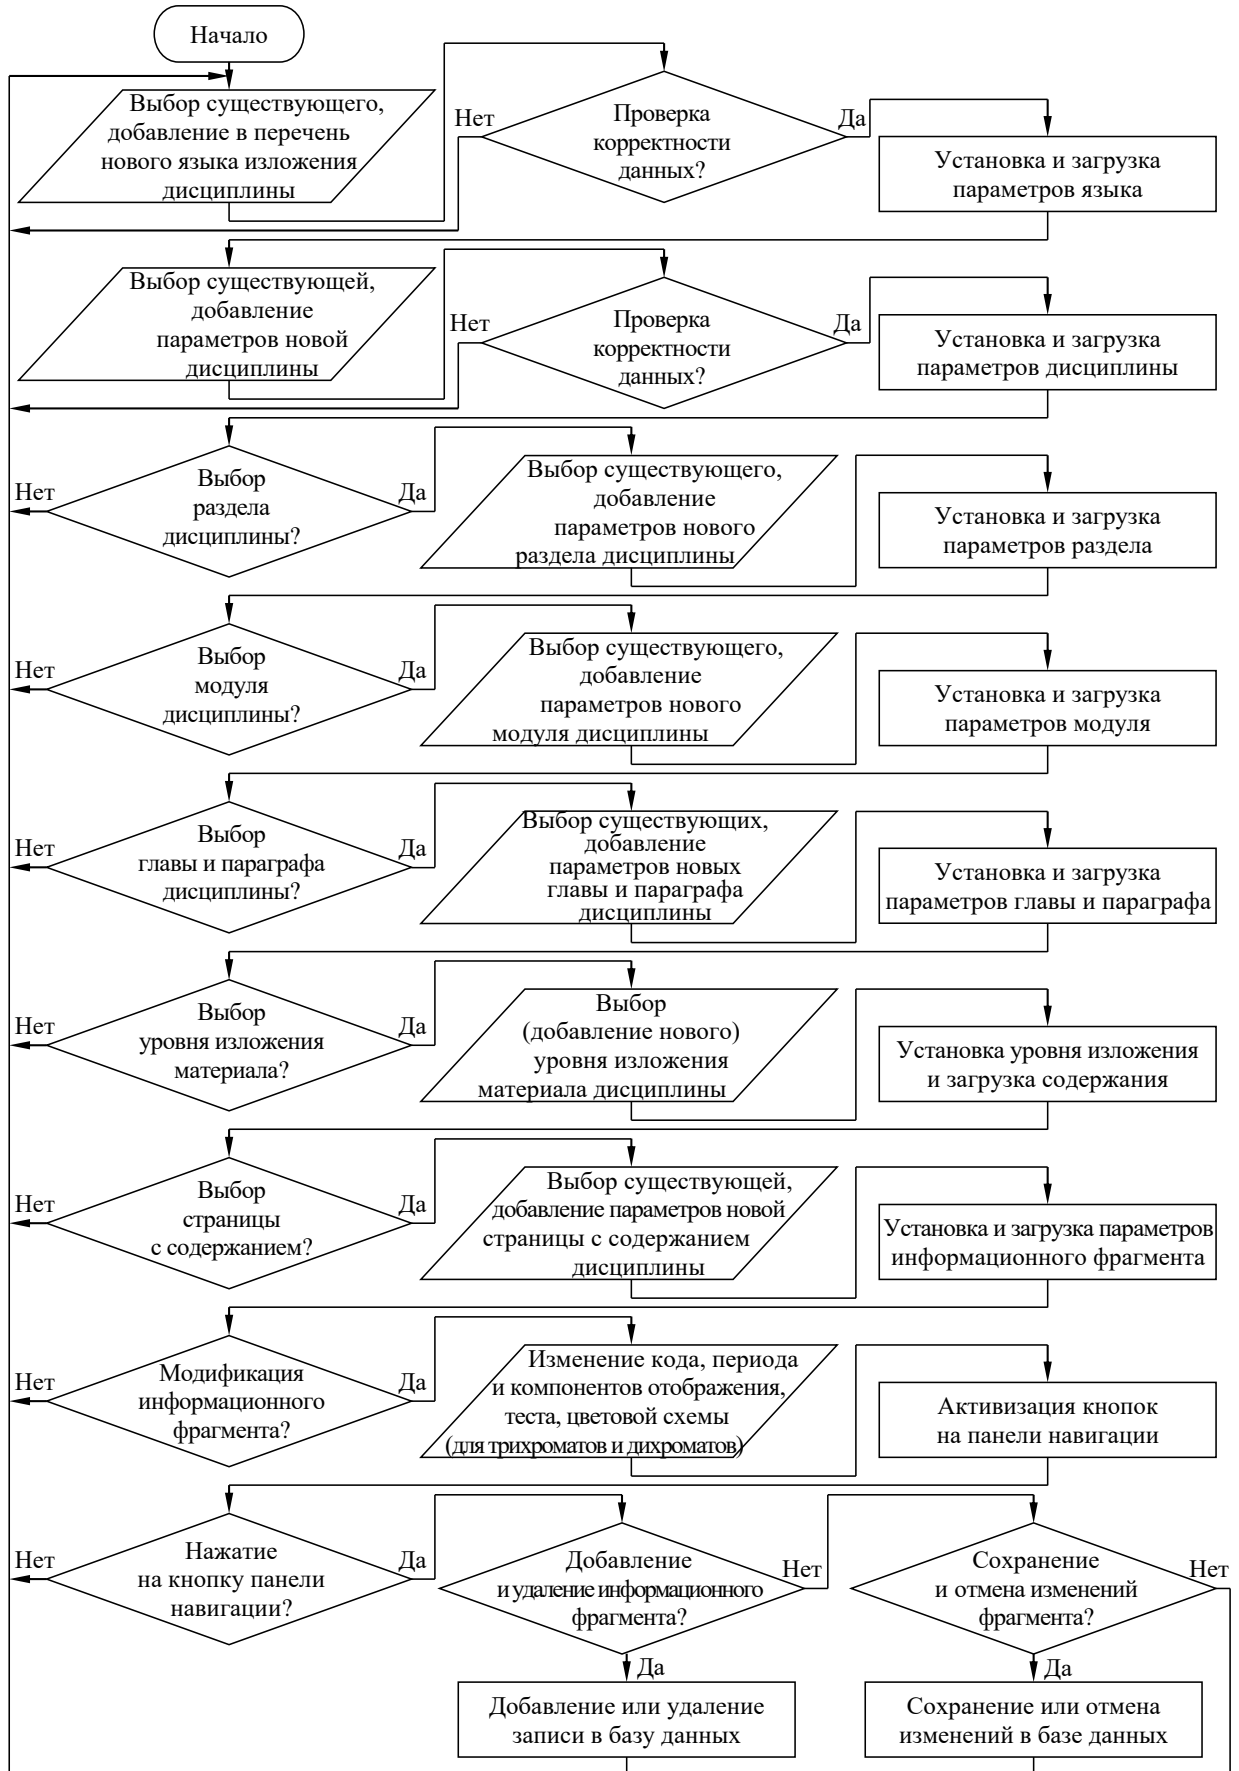 Начало
Выбор существующего,
добавление в перечень
нового языка изложения
дисциплины
Нет
Проверка
корректности
данных?
Да
Установка и загрузка
параметров языка
Выбор существующей,
добавление
параметров новой
дисциплины
Нет
Проверка
корректности
данных?
Да
Установка и загрузка
параметров дисциплины
Нет
Выбор
раздела
дисциплины?
Да
Выбор существующего,
добавление
параметров нового
раздела дисциплины
Установка и загрузка
параметров раздела
Нет
Выбор
модуля
дисциплины?
Да
Выбор существующего,
добавление
параметров нового
модуля дисциплины
Установка и загрузка
параметров модуля
Нет
Выбор
главы и параграфа
дисциплины?
Да
Выбор существующих,
добавление
параметров новых
главы и параграфа
дисциплины
Установка и загрузка
параметров главы и параграфа
Нет
Выбор
уровня изложения
материала?
Да
Выбор
(добавление нового)
уровня изложения
материала дисциплины
Установка уровня изложения
и загрузка содержания
Нет
Выбор
страницы
с содержанием?
Да
Выбор существующей,
добавление параметров новой
страницы с содержанием
дисциплины
Установка и загрузка параметров
информационного фрагмента
Нет
Модификация
информационного
фрагмента?
Да
Изменение кода, периода
и компонентов отображения,
теста, цветовой схемы
(для трихроматов и дихроматов)
Активизация кнопок
на панели навигации
Нет
Нажатие
на кнопку панели
навигации?
Да
Добавление
и удаление информационного
фрагмента?
Нет
Сохранение
и отмена изменений
фрагмента?
Нет
Да
Да
Добавление или удаление
записи в базу данных
Сохранение или отмена
изменений в базе данных